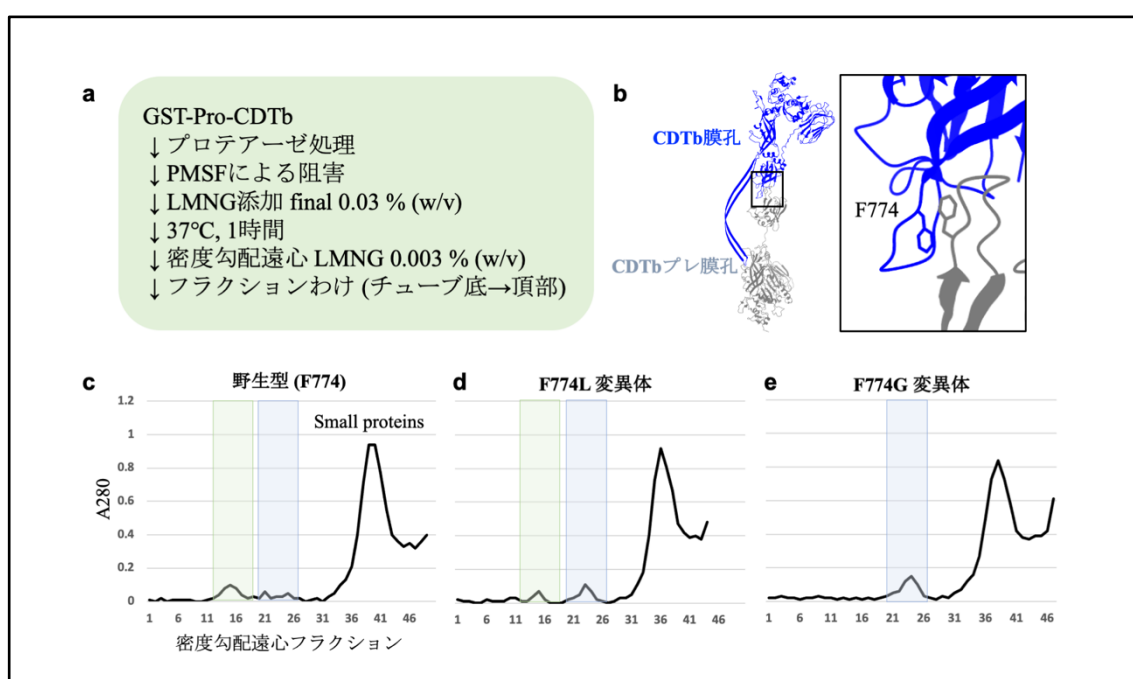 a
GST-Pro-CDTb
↓ プロテアーゼ処理
↓ PMSFによる阻害
↓ LMNG添加 final 0.03 % (w/v)
↓ 37℃, 1時間
↓ 密度勾配遠心 LMNG 0.003 % (w/v)
↓ フラクションわけ (チューブ底→頂部)
b
CDTb膜孔
CDTbプレ膜孔
F774
c
野生型 (F774)
Small proteins
A280
1.2
1
0.8
0.6
0.4
0.2
0
1 6 11 16 21 26 31 36 41 46
密度勾配遠心フラクション
d
F774L 変異体
1 6 11 16 21 26 31 36 41 46
e
F774G 変異体
1 6 11 16 21 26 31 36 41 46